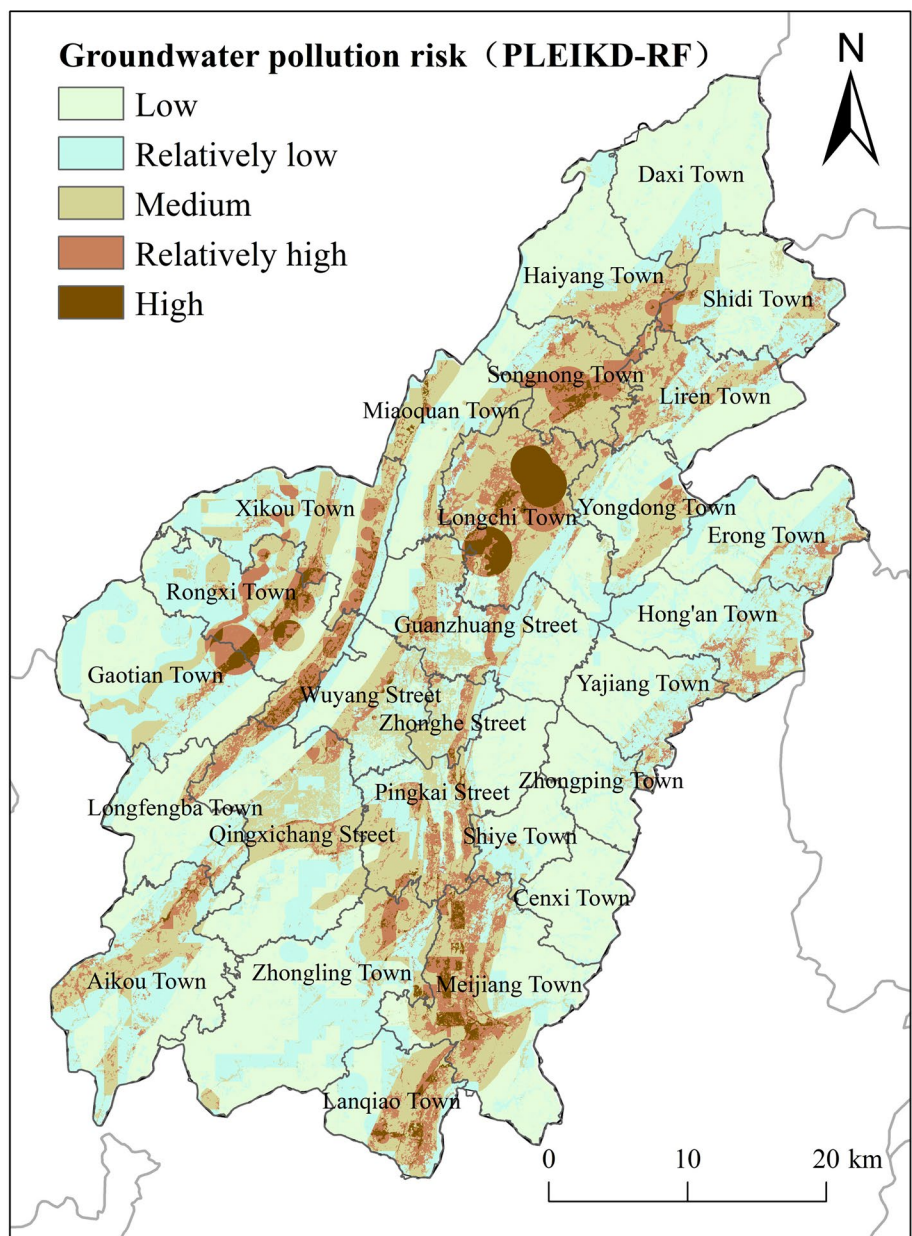 Groundwater pollution risk（PLEIKD-RF）
N
Low
Relatively low
Medium
Relatively high
High
Daxi Town
Haiyang Town
Shidi Town
Songnong Town
Liren Town
Miaoquan Town
Xikou Town
Longchi Town
Yongdong Town
Erong Town
Rongxi Town
Hong'an Town
Guanzhuang Street
Gaotian Town
Yajiang Town
Wuyang Street
Zhonghe Street
Zhongping Town
Pingkai Street
Longfengba Town
Qingxichang Street
Shiye Town
Cenxi Town
Aikou Town
Zhongling Town
Meijiang Town
Lanqiao Town
0 10 20 km